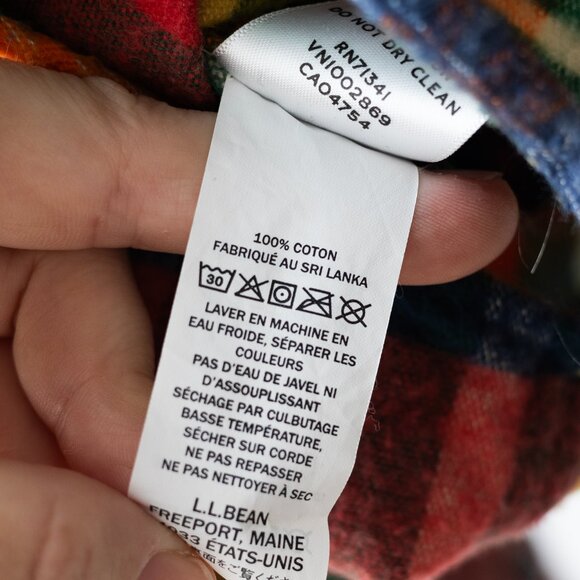 DO NOT DRY CLEAN
RN71341
VN1002869
CA04754
100% COTON
FABRIQUÉ AU SRI LANKA
30
LAVER EN MACHINE EN
EAU FROIDE, SÉPARER LES
COULEURS
PAS D'EAU DE JAVEL NI
D'ASSOUPLISSANT
SÉCHAGE PAR CULBUTAGE
BASSE TEMPÉRATURE,
SÉCHER SUR CORDE
NE PAS REPASSER
NE PAS NETTOYER À SEC
L.L.BEAN
FREEPORT, MAINE
04033 ÉTATS-UNIS